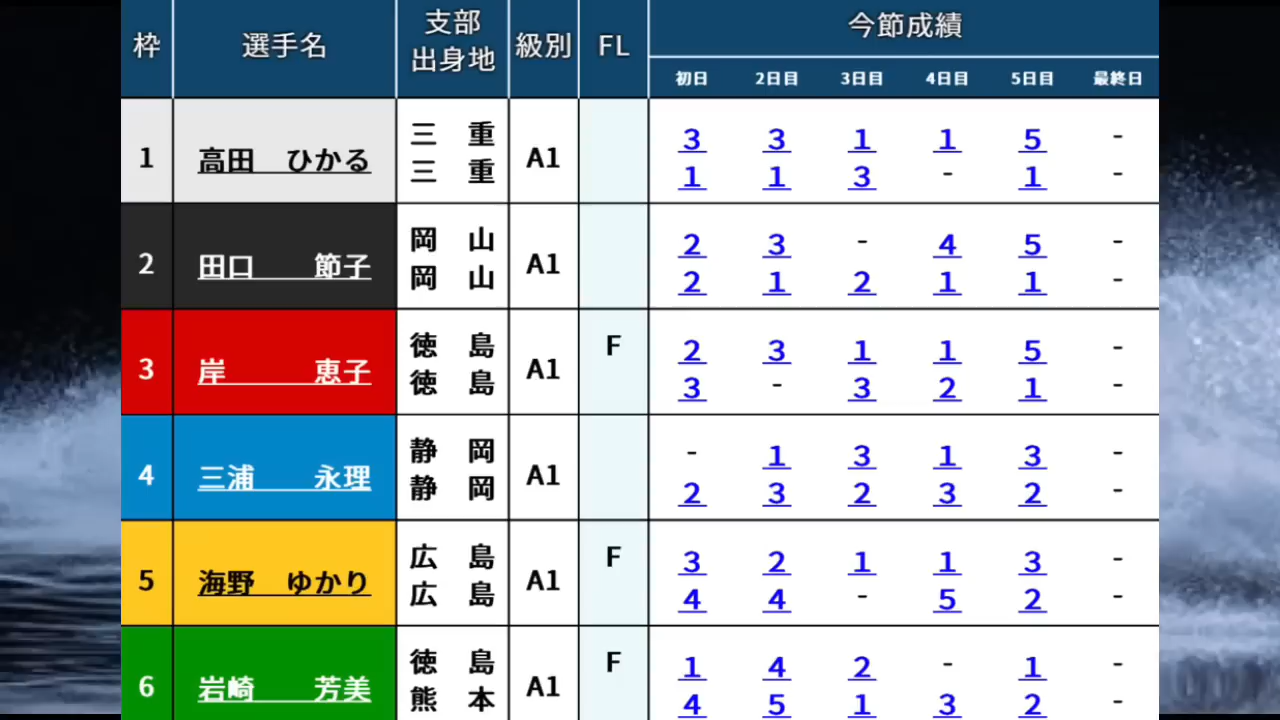 枠 選手名 支部 出身地 級別 FL 今節成績
初日 2日目 3日目 4日目 5日目 最終日
1 高田 ひかる 三 重 A1 3 3 1 1 5 -
三 重 1 1 3 - 1 -
2 田口 節子 岡 山 A1 2 3 - 4 5 -
岡 山 2 1 2 1 1 -
3 岸 恵子 徳 島 A1 F 2 3 1 1 5 -
徳 島 3 - 3 2 1 -
4 三浦 永理 静 岡 A1 - 1 3 1 3 -
静 岡 2 3 2 3 2 -
5 海野 ゆかり 広 島 A1 F 3 2 1 1 3 -
広 島 4 4 - 5 2 -
6 岩崎 芳美 徳 島 A1 F 1 4 2 - 1 -
熊 本 4 5 1 3 2 -